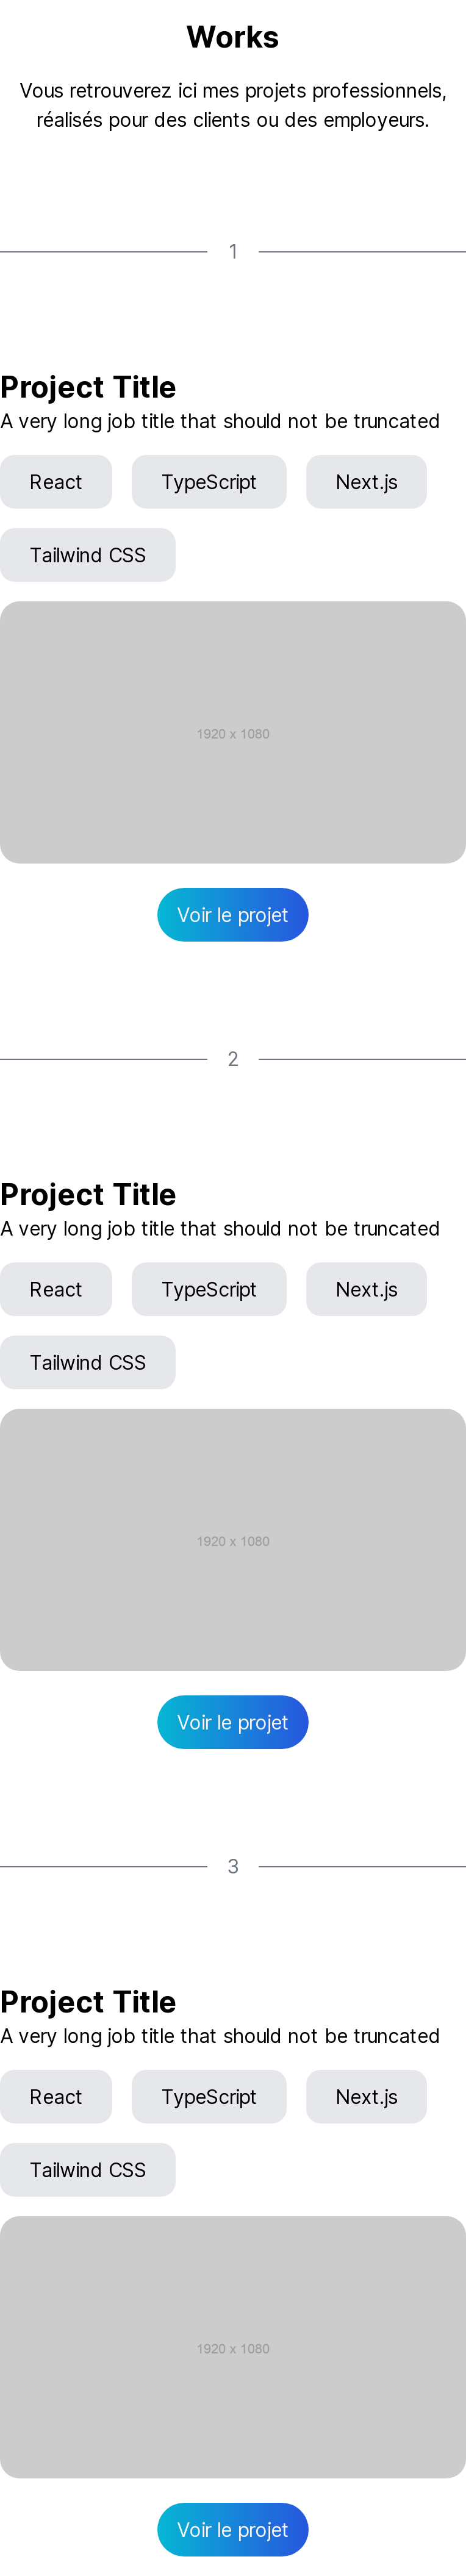 Works
Vous retrouverez ici mes projets professionnels,
réalisés pour des clients ou des employeurs.
1
Project Title
A very long job title that should not be truncated
React TypeScript Next.js
Tailwind CSS
1920 x 1080
Voir le projet
2
Project Title
A very long job title that should not be truncated
React TypeScript Next.js
Tailwind CSS
1920 x 1080
Voir le projet
3
Project Title
A very long job title that should not be truncated
React TypeScript Next.js
Tailwind CSS
1920 x 1080
Voir le projet